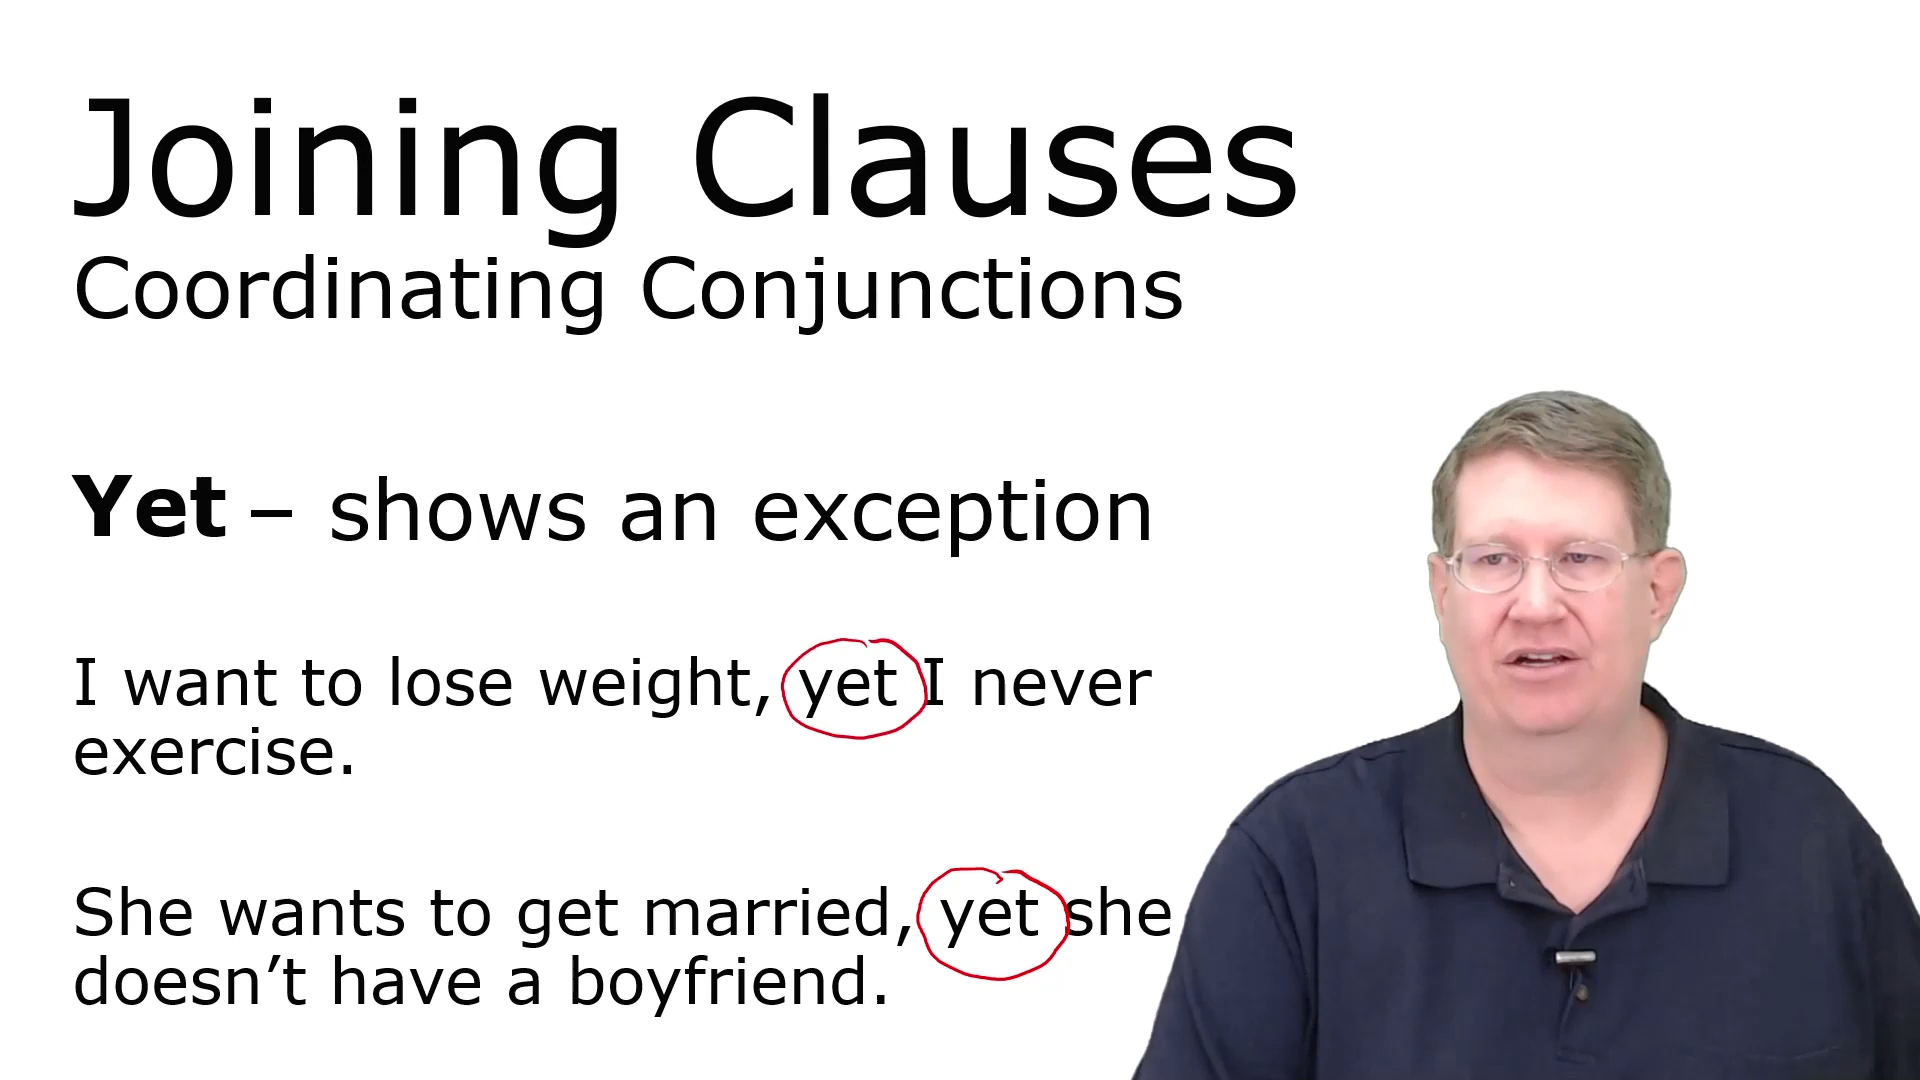 Joining Clauses
Coordinating Conjunctions
Yet – shows an exception
I want to lose weight, yet I never
exercise.
She wants to get married, yet she
doesn’t have a boyfriend.